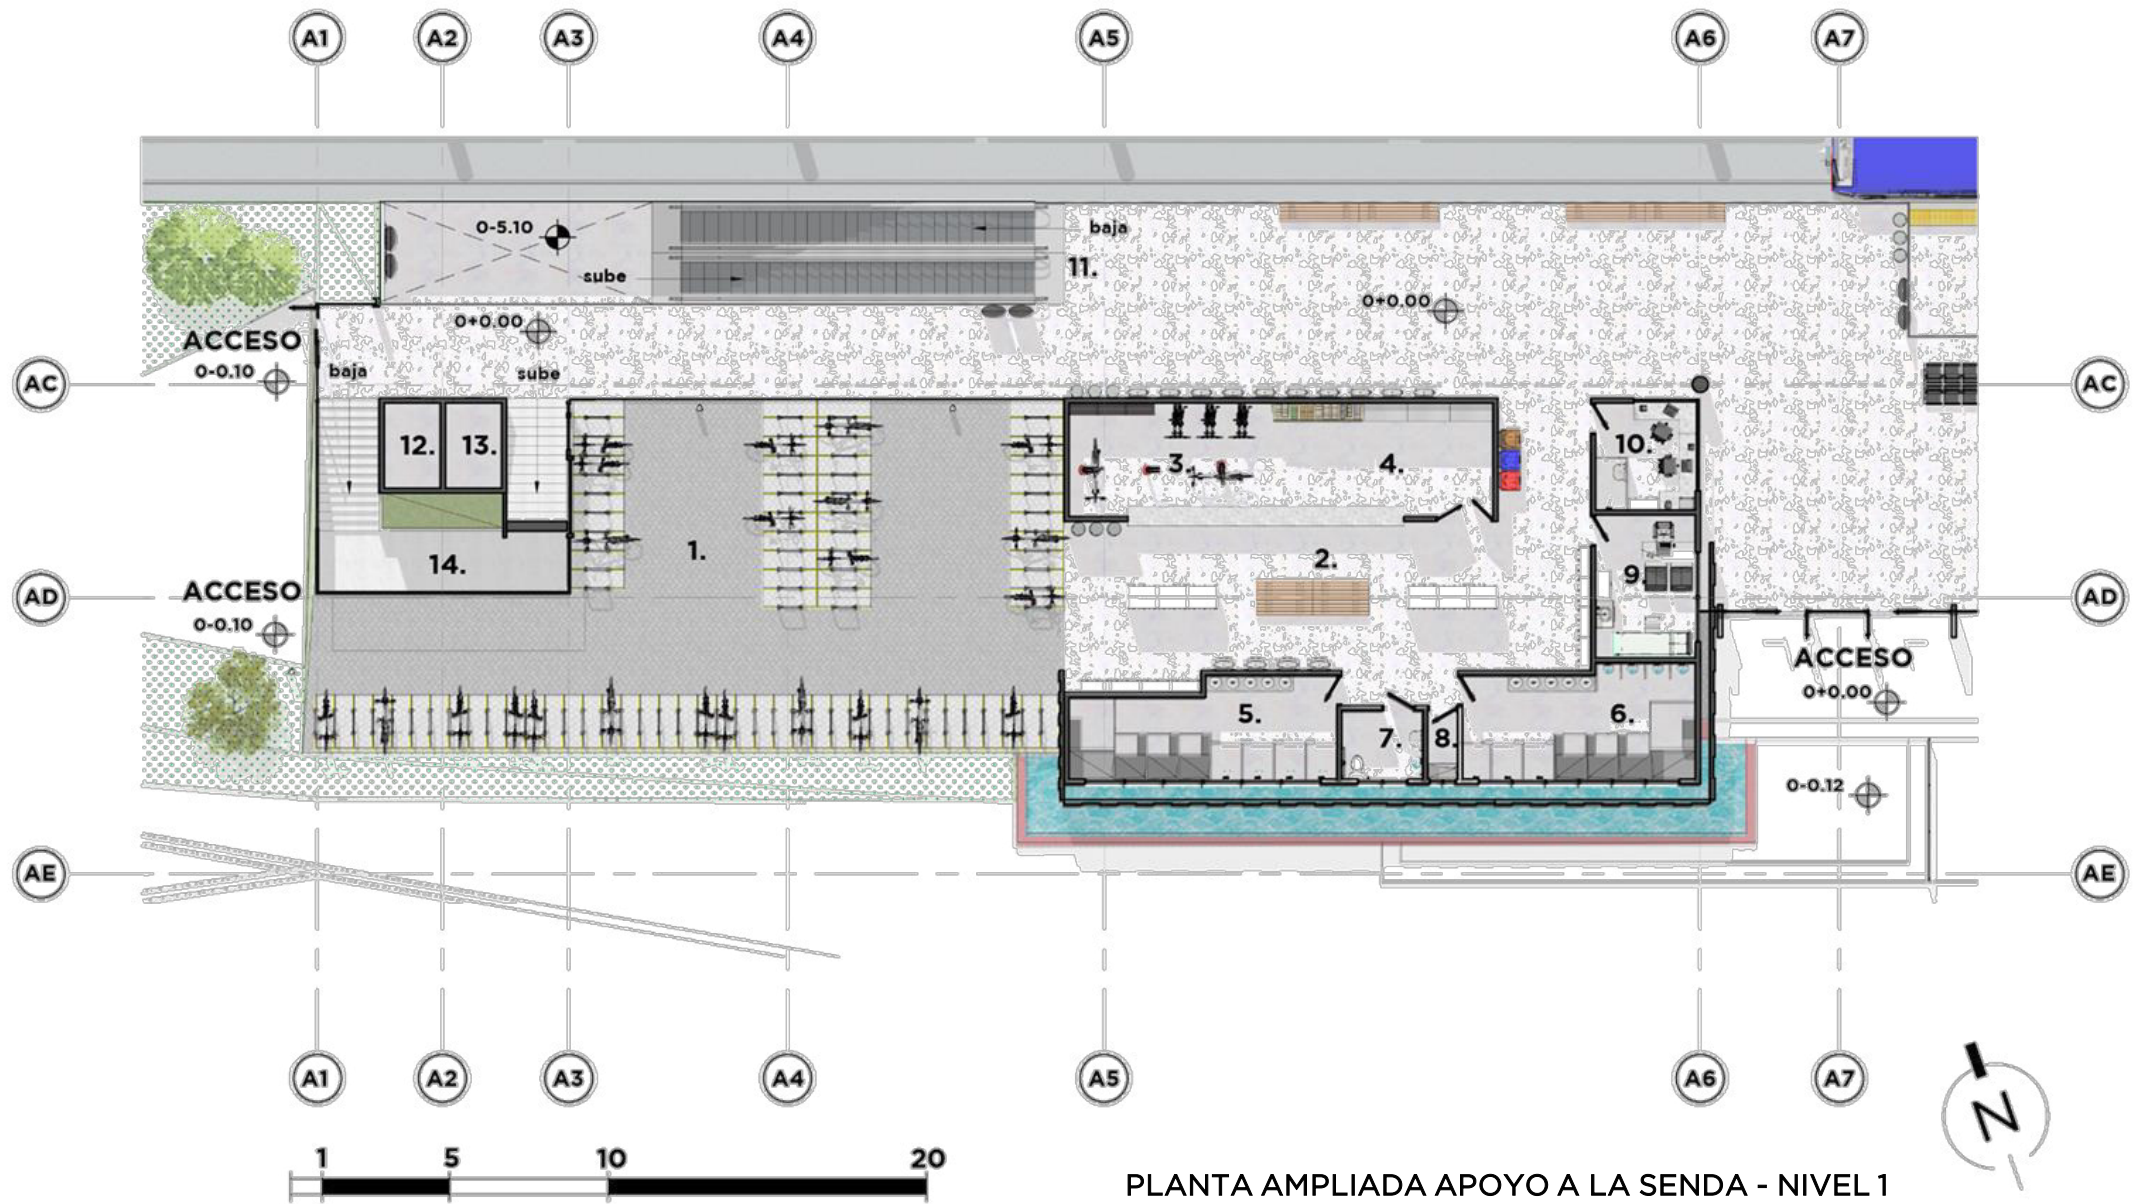 A1 A2 A3 A4 A5 A6 A7
0-5.10
baja
sube
11.
0+0.00
0+0.00
ACCESO
0-0.10
baja
sube
AC
AC
12.
13.
3.
4.
10.
1.
14.
2.
9.
ACCESO
AD
AD
0-0.10
ACCESO
0+0.00
5.
6.
7.
8.
0-0.12
AE
AE
A1 A2 A3 A4 A5 A6 A7
N
1 5 10 20
PLANTA AMPLIADA APOYO A LA SENDA - NIVEL 1